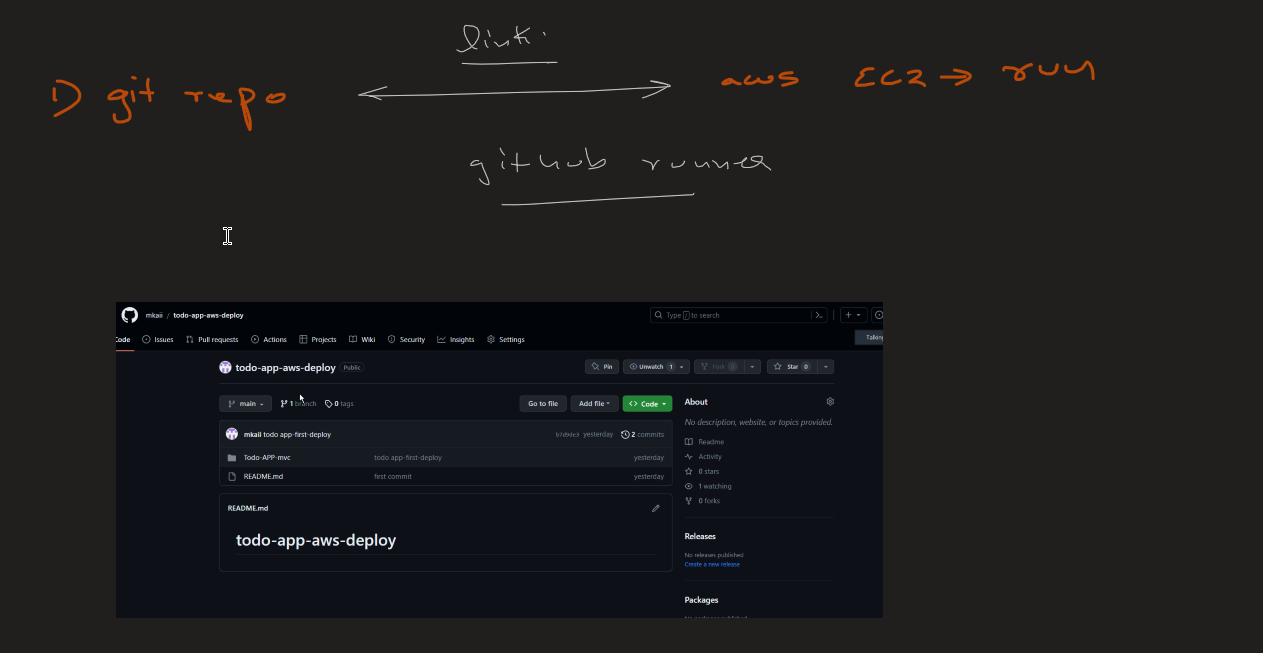 link
1) git repo
aws EC2 → run
github runner
mkaii / todo-app-aws-deploy
Type / to search
Code Issues Pull requests Actions Projects Wiki Security Insights Settings
Talking
todo-app-aws-deploy Public
Pin Unwatch 1 Fork 0 Star 0
main 1 branch 0 tags Go to file Add file Code
mkaii todo app-first-deploy yesterday 2 commits
Todo-APP-mvc todo app-first-deploy yesterday
README.md first commit yesterday
README.md
todo-app-aws-deploy
About
No description, website, or topics provided.
Readme
Activity
0 stars
1 watching
0 forks
Releases
No releases published
Create a new release
Packages